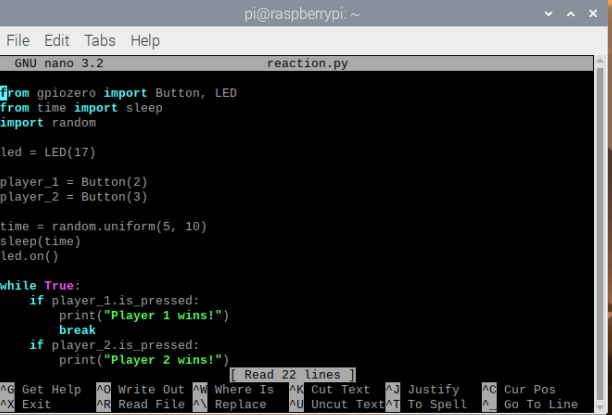 pi@raspberrypi: ~
File Edit Tabs Help
GNU nano 3.2 reaction.py
from gpiozero import Button, LED
from time import sleep
import random
led = LED(17)
player_1 = Button(2)
player_2 = Button(3)
time = random.uniform(5, 10)
sleep(time)
led.on()
while True:
    if player_1.is_pressed:
        print("Player 1 wins!")
        break
    if player_2.is_pressed:
        print("Player 2 wins!")
[ Read 22 lines ]
^G Get Help ^O Write Out ^W Where Is ^K Cut Text ^J Justify ^C Cur Pos
^X Exit ^R Read File ^\ Replace ^U Uncut Text ^T To Spell ^_ Go To Line